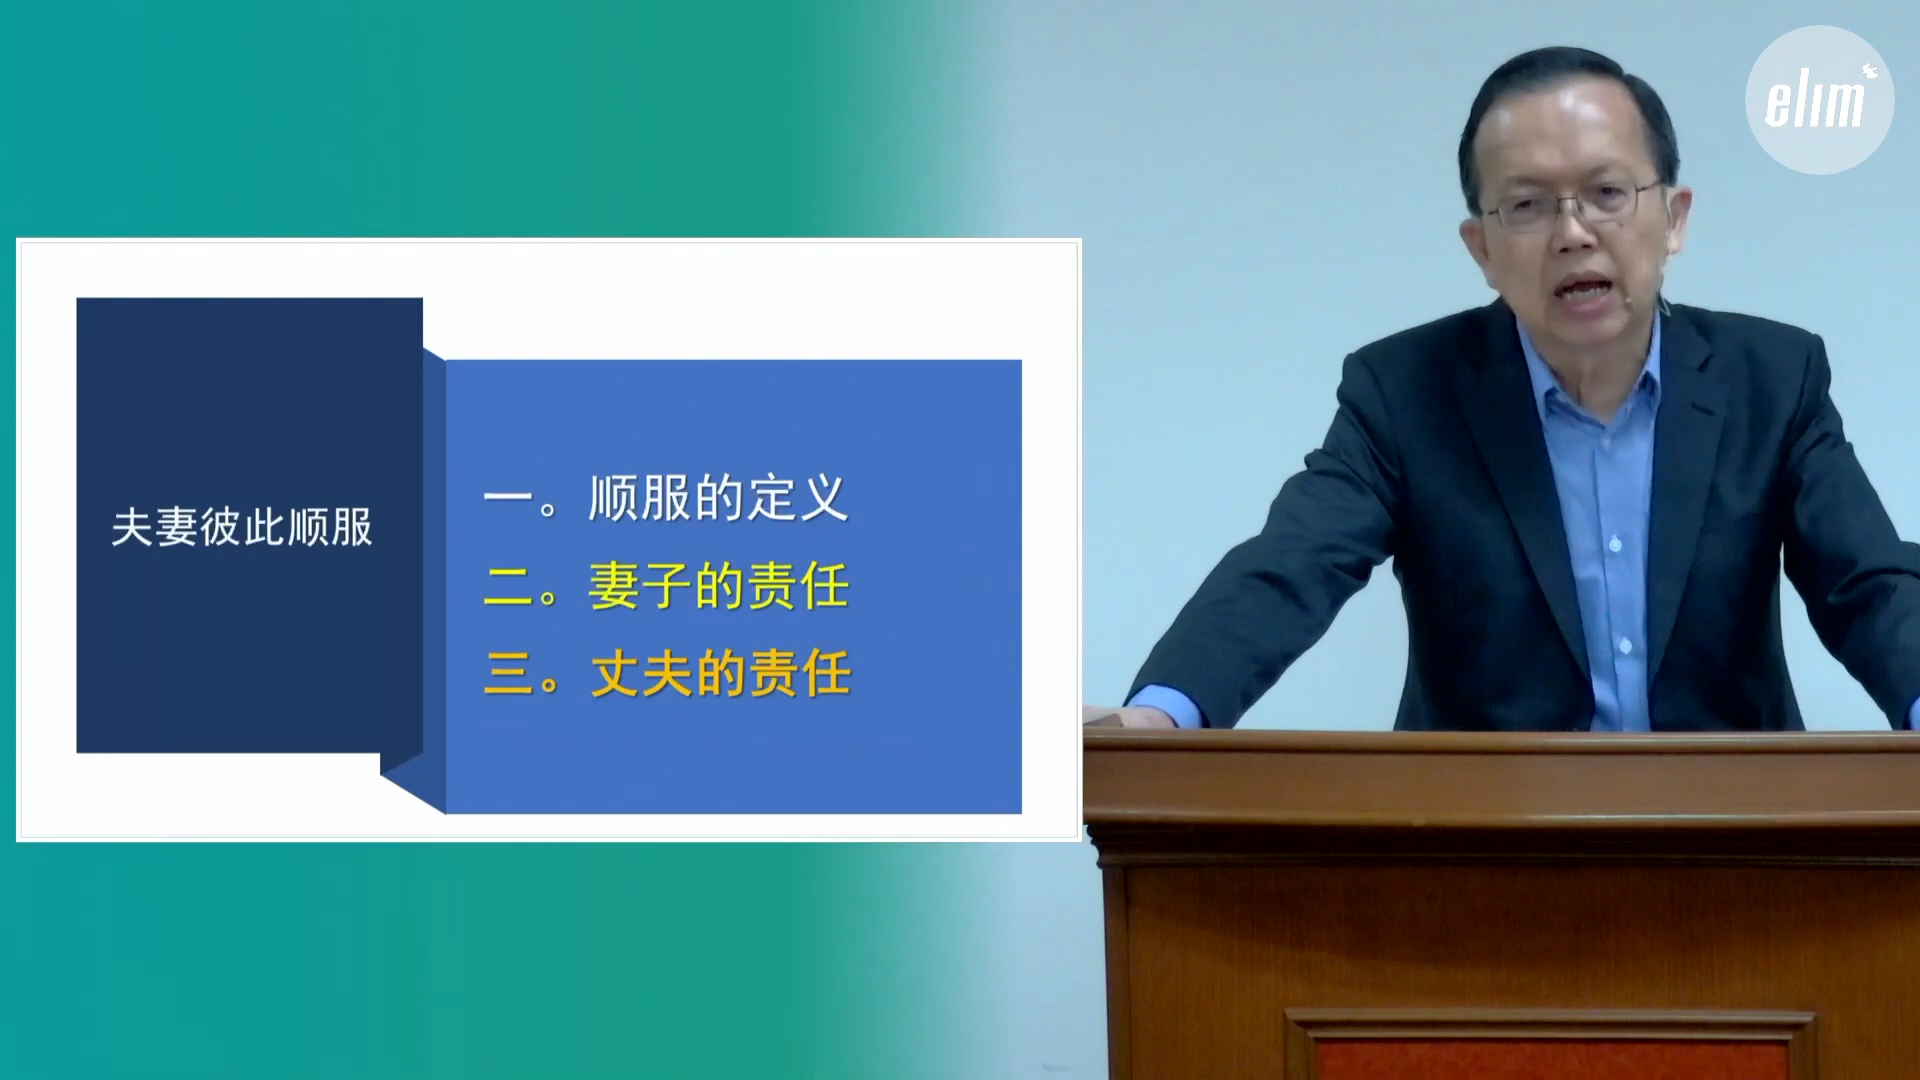 elim
夫妻彼此顺服
一。顺服的定义
二。妻子的责任
三。丈夫的责任